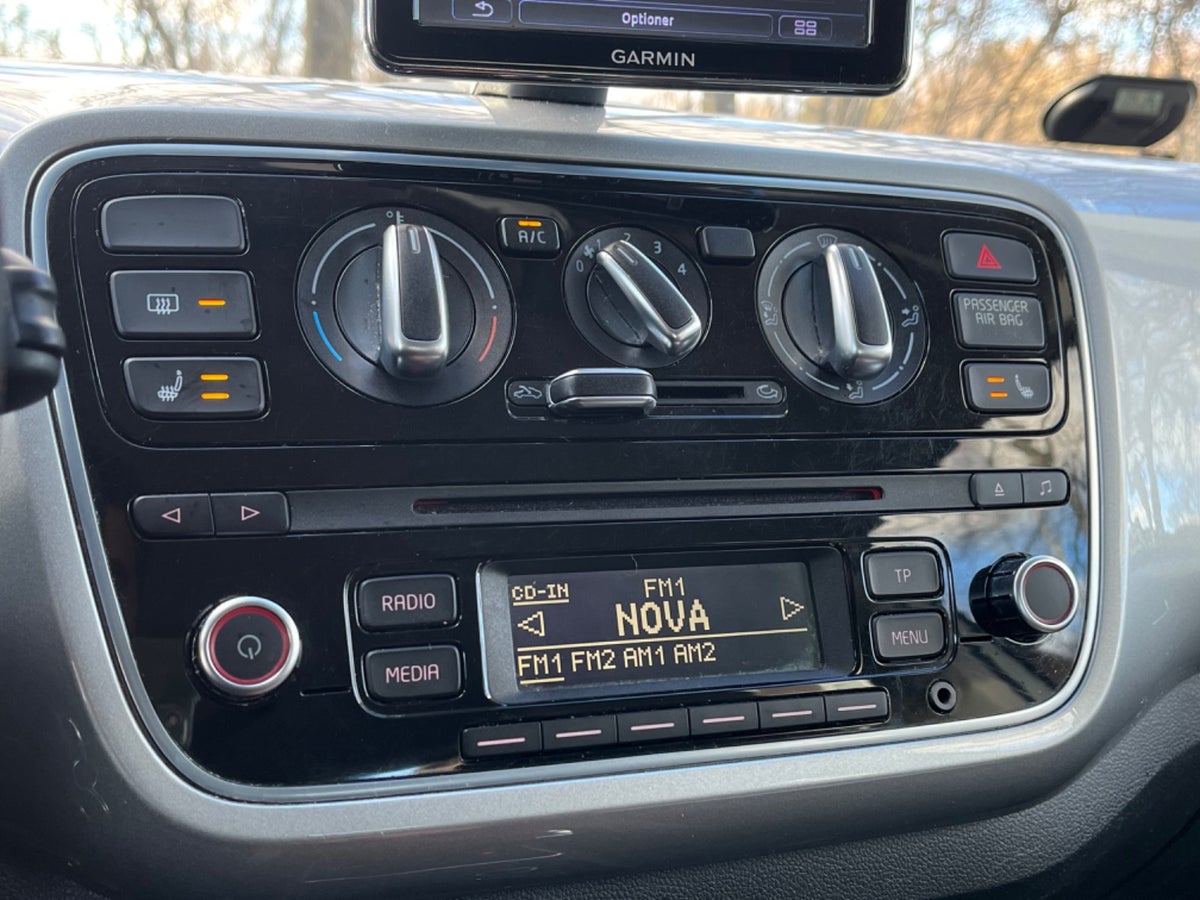 Optioner
GARMIN
A/C
0 1 2 3 4
PASSENGER
AIR BAG
RADIO
MEDIA
CD-IN
FM1
NOVA
FM1 FM2 AM1 AM2
TP
MENU